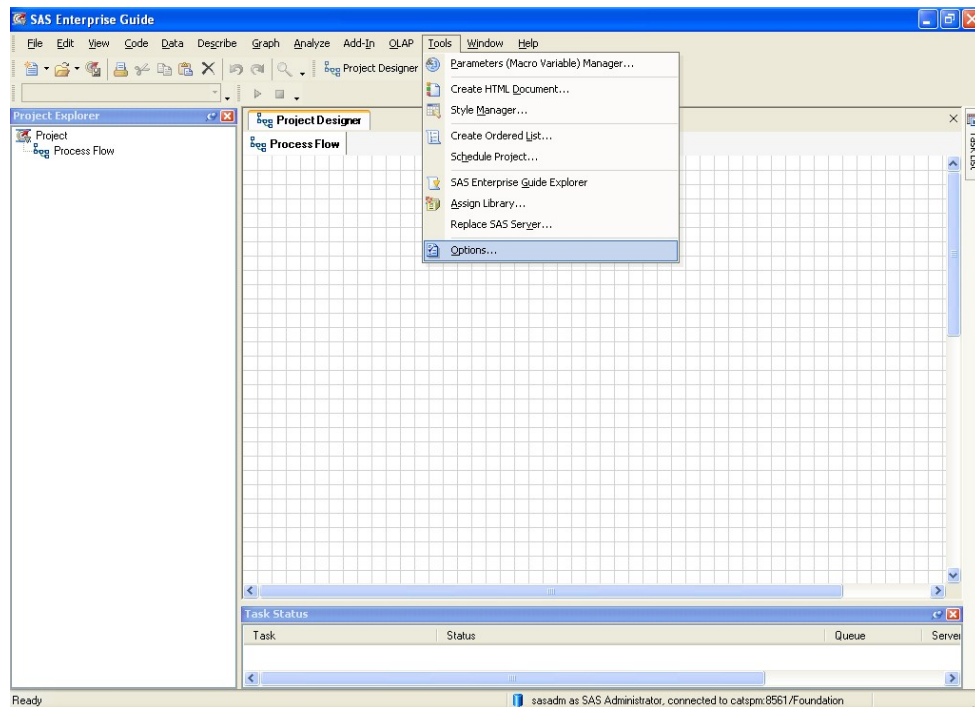 SAS Enterprise Guide
File Edit View Code Data Describe Graph Analyze Add-In OLAP Tools Window Help
Project Designer
Parameters (Macro Variable) Manager...
Create HTML Document...
Style Manager...
Create Ordered List...
Schedule Project...
SAS Enterprise Guide Explorer
Assign Library...
Replace SAS Server...
Options...
Project Explorer
Project
Process Flow
Project Designer
Process Flow
Task List
Task Status
Task Status Queue Server
Ready sasadm as SAS Administrator, connected to catspm:8561/Foundation